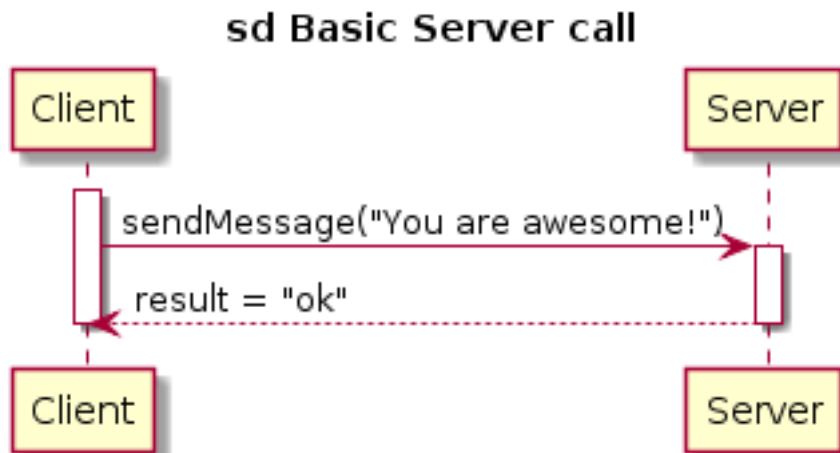 sd Basic Server call
Client Server
sendMessage("You are awesome!")
result = "ok"
Client Server